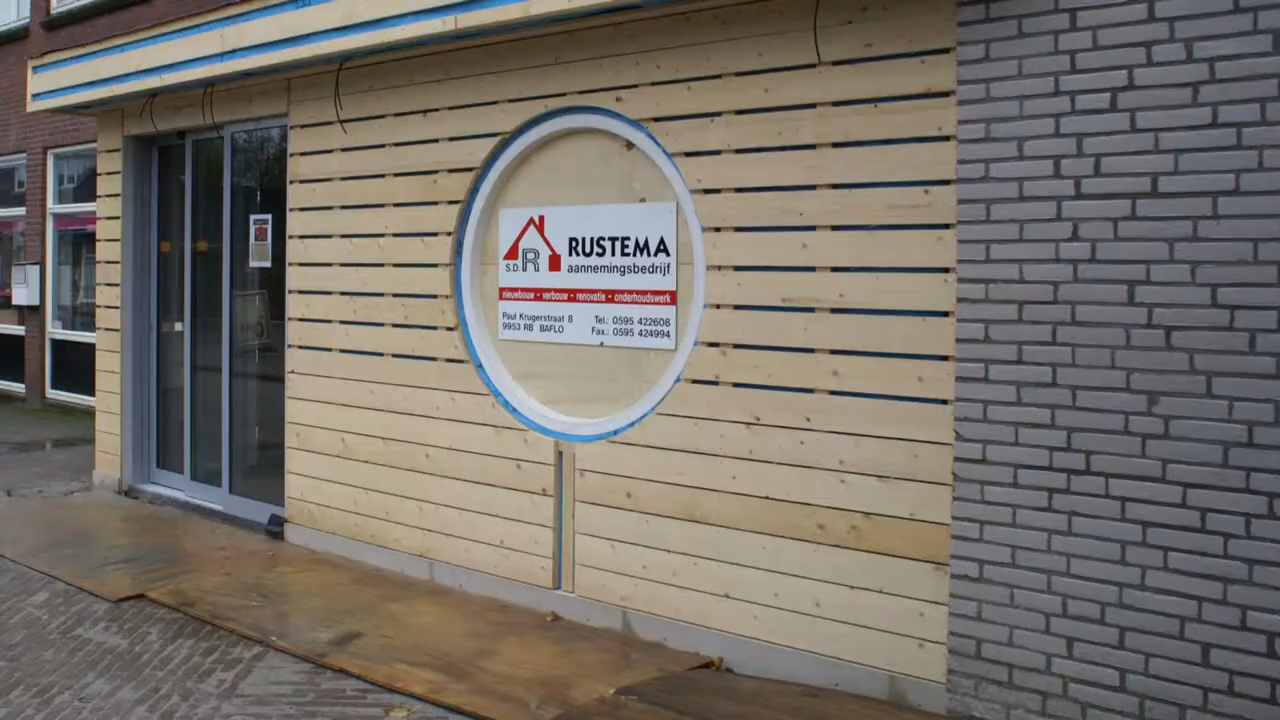 RUSTEMA
S.D. R
aannemingsbedrijf
nieuwbouw - verbouw - renovatie - onderhoudswerk
Paul Krugerstraat 8 Tel.: 0595 422608
9953 RB BAFLO Fax.: 0595 424994